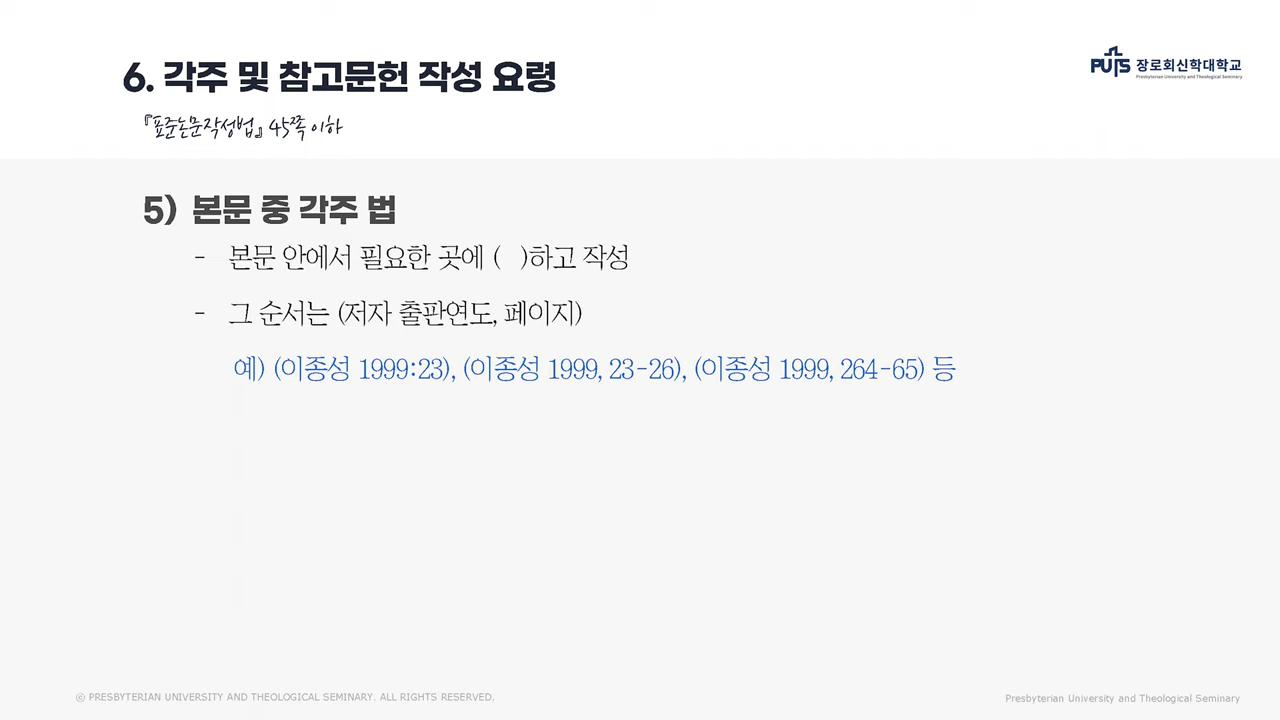 6. 각주 및 참고문헌 작성 요령
『표준논문작성법』 45쪽 이하
PUTS 장로회신학대학교
Presbyterian University and Theological Seminary
5) 본문 중 각주 법
- 본문 안에서 필요한 곳에 ( )하고 작성
- 그 순서는 (저자 출판연도, 페이지)
예) (이종성 1999:23), (이종성 1999, 23-26), (이종성 1999, 264-65) 등
© PRESBYTERIAN UNIVERSITY AND THEOLOGICAL SEMINARY. ALL RIGHTS RESERVED.
Presbyterian University and Theological Seminary